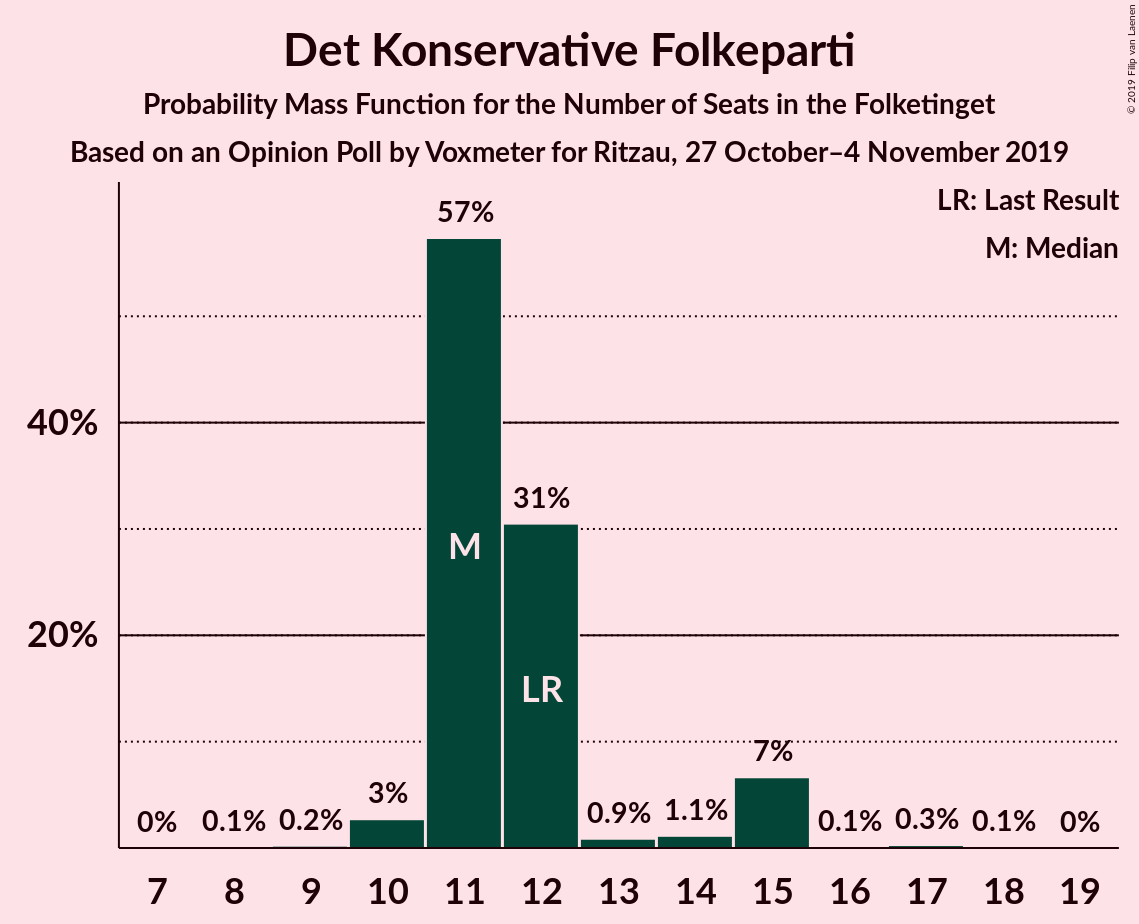 Det Konservative Folkeparti
Probability Mass Function for the Number of Seats in the Folketinget
Based on an Opinion Poll by Voxmeter for Ritzau, 27 October–4 November 2019
© 2019 Filip van Laenen
LR: Last Result
M: Median
57%
40%
31%
M
20%
LR
7%
3%
0% 0.1% 0.2% 0.9% 1.1% 0.1% 0.3% 0.1% 0%
7 8 9 10 11 12 13 14 15 16 17 18 19